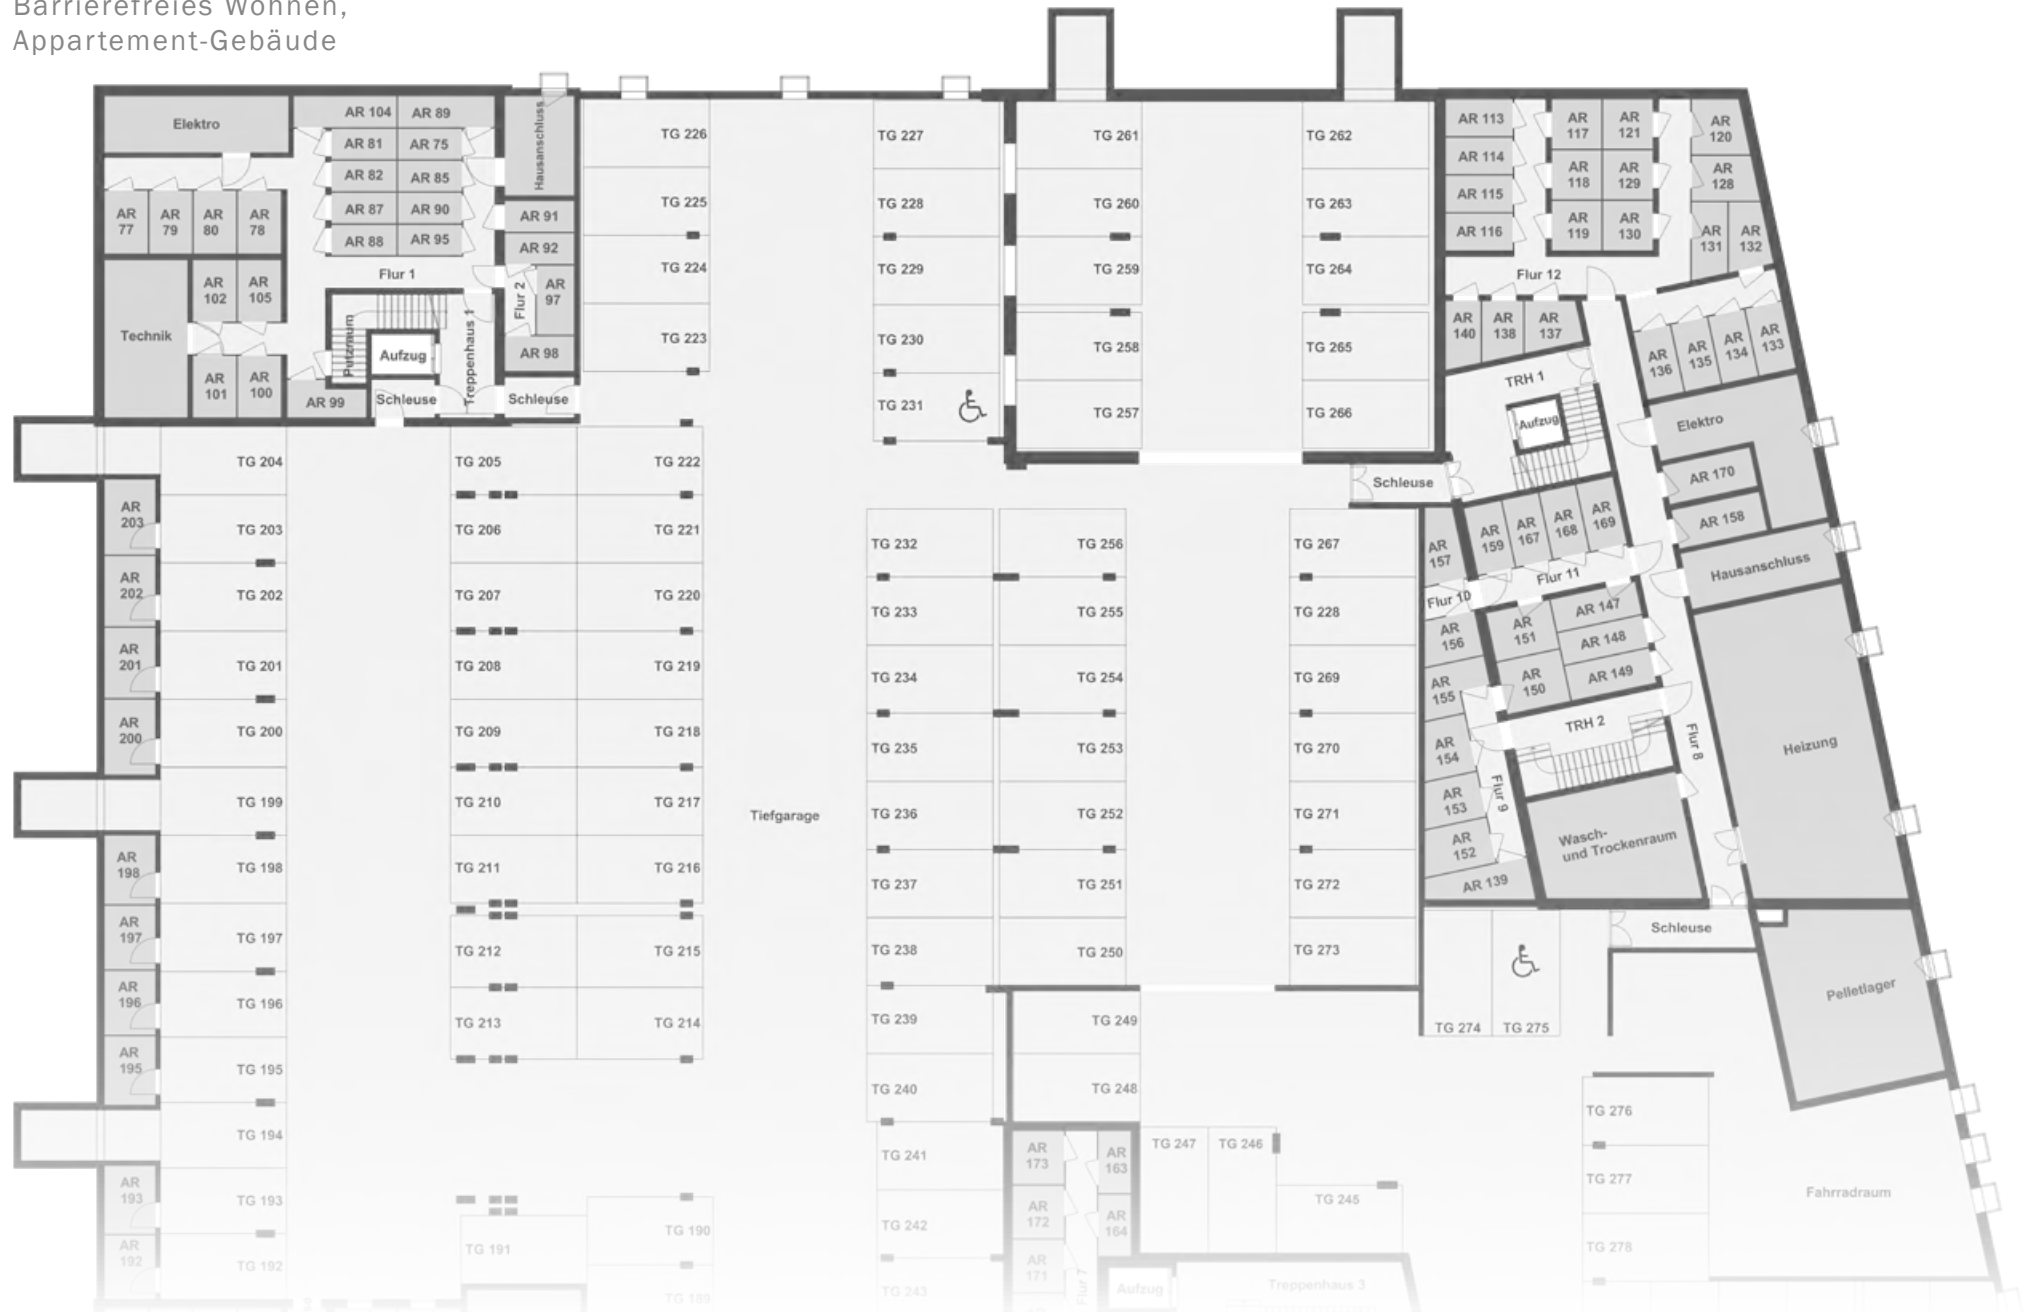 Barrierefreies Wohnen,
Appartement-Gebäude
Elektro
AR 104
AR 89
AR 81
AR 75
AR 82
AR 85
AR 87
AR 90
AR 88
AR 95
Hausanschluss
AR 91
AR 92
AR
97
AR 98
Flur 2
AR
77
AR
79
AR
80
AR
78
Flur 1
AR
102
AR
105
Technik
AR
101
AR
100
AR 99
Putzraum
Aufzug
Treppenhaus 1
Schleuse
Schleuse
TG 226
TG 225
TG 224
TG 223
TG 227
TG 228
TG 229
TG 230
TG 231
TG 261
TG 260
TG 259
TG 258
TG 257
TG 262
TG 263
TG 264
TG 265
TG 266
AR 113
AR 114
AR 115
AR 116
AR
117
AR
121
AR
118
AR
129
AR
119
AR
130
AR
120
AR
128
AR
131
AR
132
Flur 12
AR
140
AR
138
AR
137
AR
136
AR
135
AR
134
AR
133
TRH 1
Aufzug
Elektro
AR 170
AR 158
Hausanschluss
Schleuse
AR
157
AR
159
AR
167
AR
168
AR
169
Flur 11
Flur 10
AR
156
AR
155
AR
154
AR
153
AR
152
AR 139
AR
151
AR
150
AR 147
AR 148
AR 149
TRH 2
Flur 9
Flur 8
Heizung
Wasch-
und Trockenraum
Schleuse
Pelletlager
Fahrradraum
TG 204
TG 203
TG 202
TG 201
TG 200
TG 199
TG 198
TG 197
TG 196
TG 195
TG 194
TG 193
TG 192
AR
203
AR
202
AR
201
AR
200
AR
198
AR
197
AR
196
AR
195
AR
193
AR
192
TG 205
TG 206
TG 207
TG 208
TG 209
TG 210
TG 211
TG 212
TG 213
TG 222
TG 221
TG 220
TG 219
TG 218
TG 217
TG 216
TG 215
TG 214
TG 191
TG 190
TG 189
Tiefgarage
TG 232
TG 233
TG 234
TG 235
TG 236
TG 237
TG 238
TG 239
TG 240
TG 241
TG 242
TG 243
TG 256
TG 255
TG 254
TG 253
TG 252
TG 251
TG 250
TG 249
TG 248
TG 267
TG 228
TG 269
TG 270
TG 271
TG 272
TG 273
TG 274
TG 275
TG 276
TG 277
TG 278
TG 247
TG 246
TG 245
AR
173
AR
172
AR
171
AR
AR
163
AR
164
Flur 7
Aufzug
Treppenhaus 3